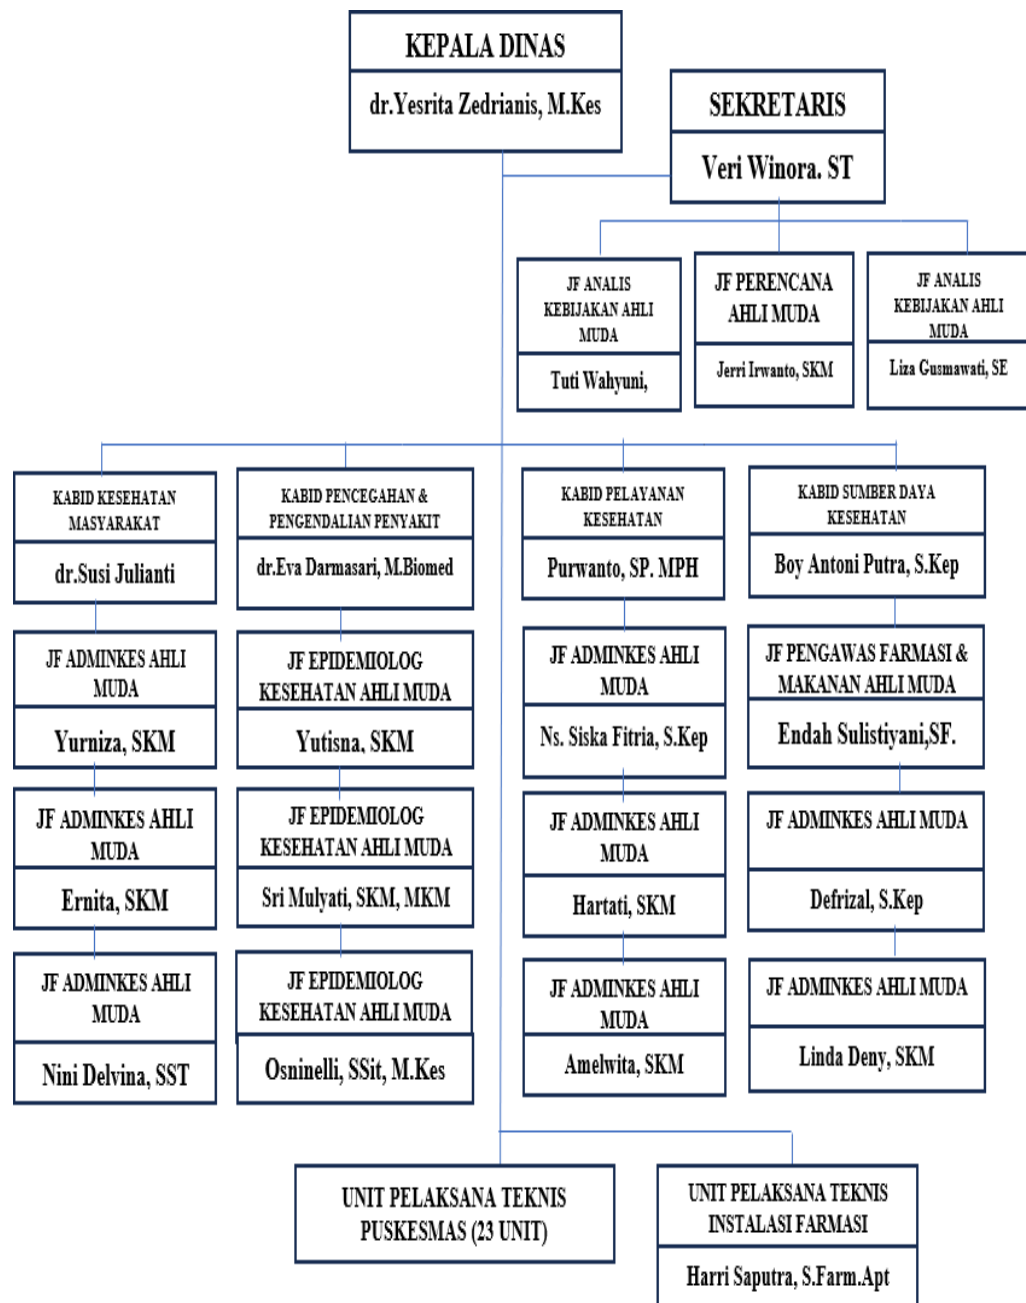 KEPALA DINAS
dr.Yesrita Zedrianis, M.Kes
SEKRETARIS
Veri Winora. ST
JF ANALIS
KEBIJAKAN AHLI
MUDA
Tuti Wahyuni,
JF PERENCANA
AHLI MUDA
Jerri Irwanto, SKM
JF ANALIS
KEBIJAKAN AHLI
MUDA
Liza Gusmawati, SE
KABID KESEHATAN
MASYARAKAT
dr.Susi Julianti
KABID PENCEGAHAN &
PENGENDALIAN PENYAKIT
dr.Eva Darmasari, M.Biomed
KABID PELAYANAN
KESEHATAN
Purwanto, SP. MPH
KABID SUMBER DAYA
KESEHATAN
Boy Antoni Putra, S.Kep
JF ADMINKES AHLI
MUDA
Yurniza, SKM
JF EPIDEMIOLOG
KESEHATAN AHLI MUDA
Yutisna, SKM
JF ADMINKES AHLI
MUDA
Ns. Siska Fitria, S.Kep
JF PENGAWAS FARMASI &
MAKANAN AHLI MUDA
Endah Sulistiyani,SF.
JF ADMINKES AHLI
MUDA
Ernita, SKM
JF EPIDEMIOLOG
KESEHATAN AHLI MUDA
Sri Mulyati, SKM, MKM
JF ADMINKES AHLI
MUDA
Hartati, SKM
JF ADMINKES AHLI MUDA
Defrizal, S.Kep
JF ADMINKES AHLI
MUDA
Nini Delvina, SST
JF EPIDEMIOLOG
KESEHATAN AHLI MUDA
Osninelli, SSit, M.Kes
JF ADMINKES AHLI
MUDA
Amelwita, SKM
JF ADMINKES AHLI MUDA
Linda Deny, SKM
UNIT PELAKSANA TEKNIS
PUSKESMAS (23 UNIT)
UNIT PELAKSANA TEKNIS
INSTALASI FARMASI
Harri Saputra, S.Farm.Apt